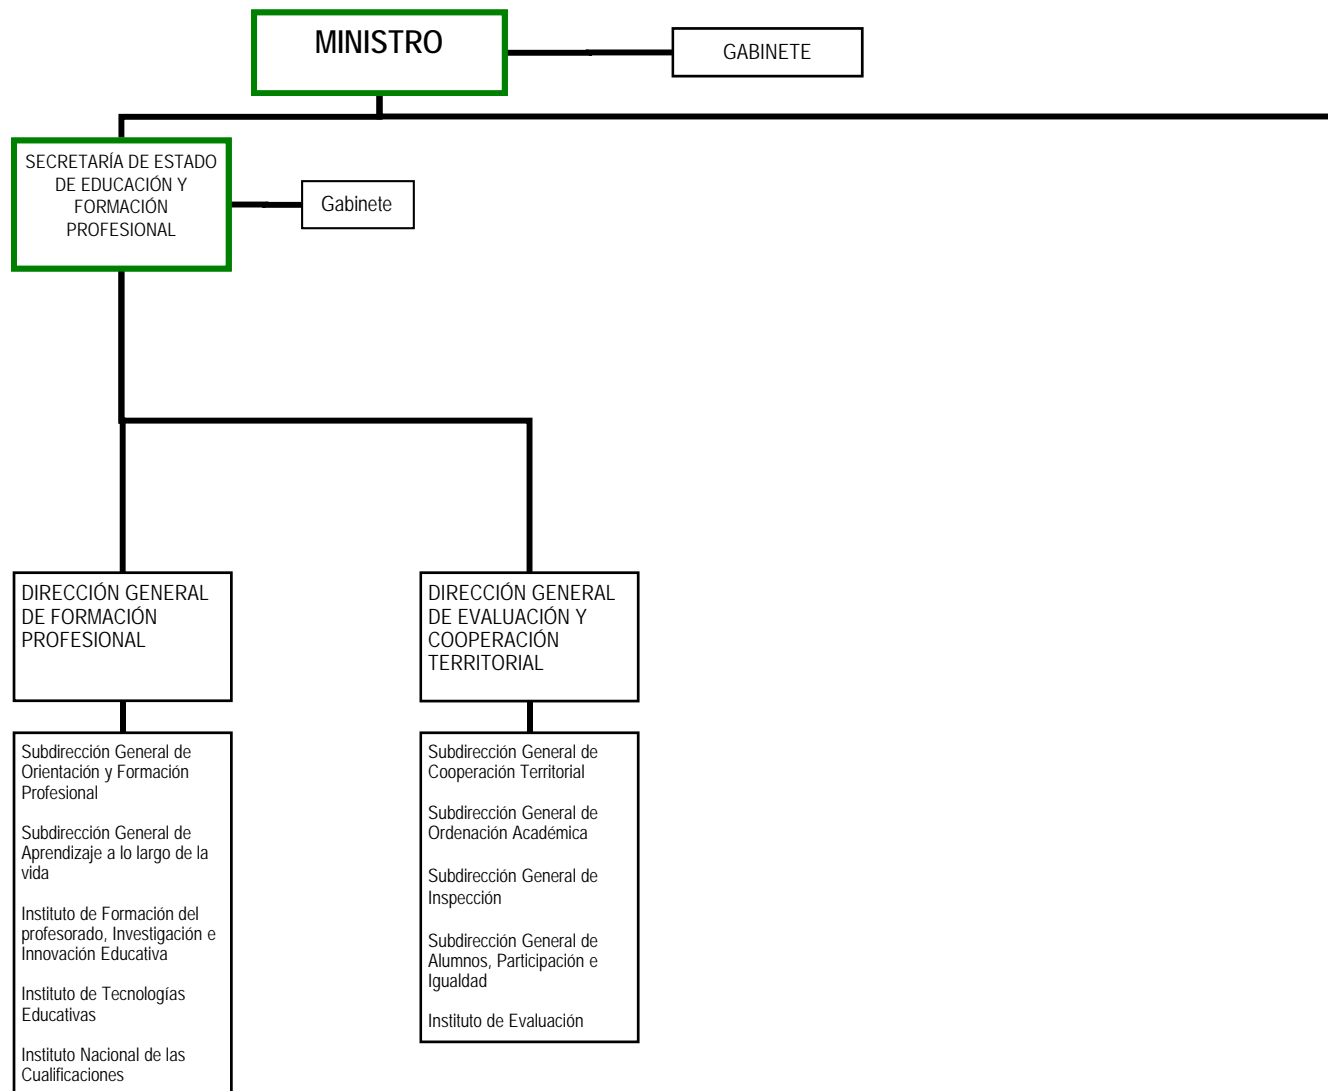 MINISTRO
GABINETE
SECRETARÍA DE ESTADO
DE EDUCACIÓN Y
FORMACIÓN
PROFESIONAL
Gabinete
DIRECCIÓN GENERAL
DE FORMACIÓN
PROFESIONAL
DIRECCIÓN GENERAL
DE EVALUACIÓN Y
COOPERACIÓN
TERRITORIAL
Subdirección General de
Orientación y Formación
Profesional
Subdirección General de
Aprendizaje a lo largo de la
vida
Instituto de Formación del
profesorado, Investigación e
Innovación Educativa
Instituto de Tecnologías
Educativas
Instituto Nacional de las
Cualificaciones
Subdirección General de
Cooperación Territorial
Subdirección General de
Ordenación Académica
Subdirección General de
Inspección
Subdirección General de
Alumnos, Participación e
Igualdad
Instituto de Evaluación